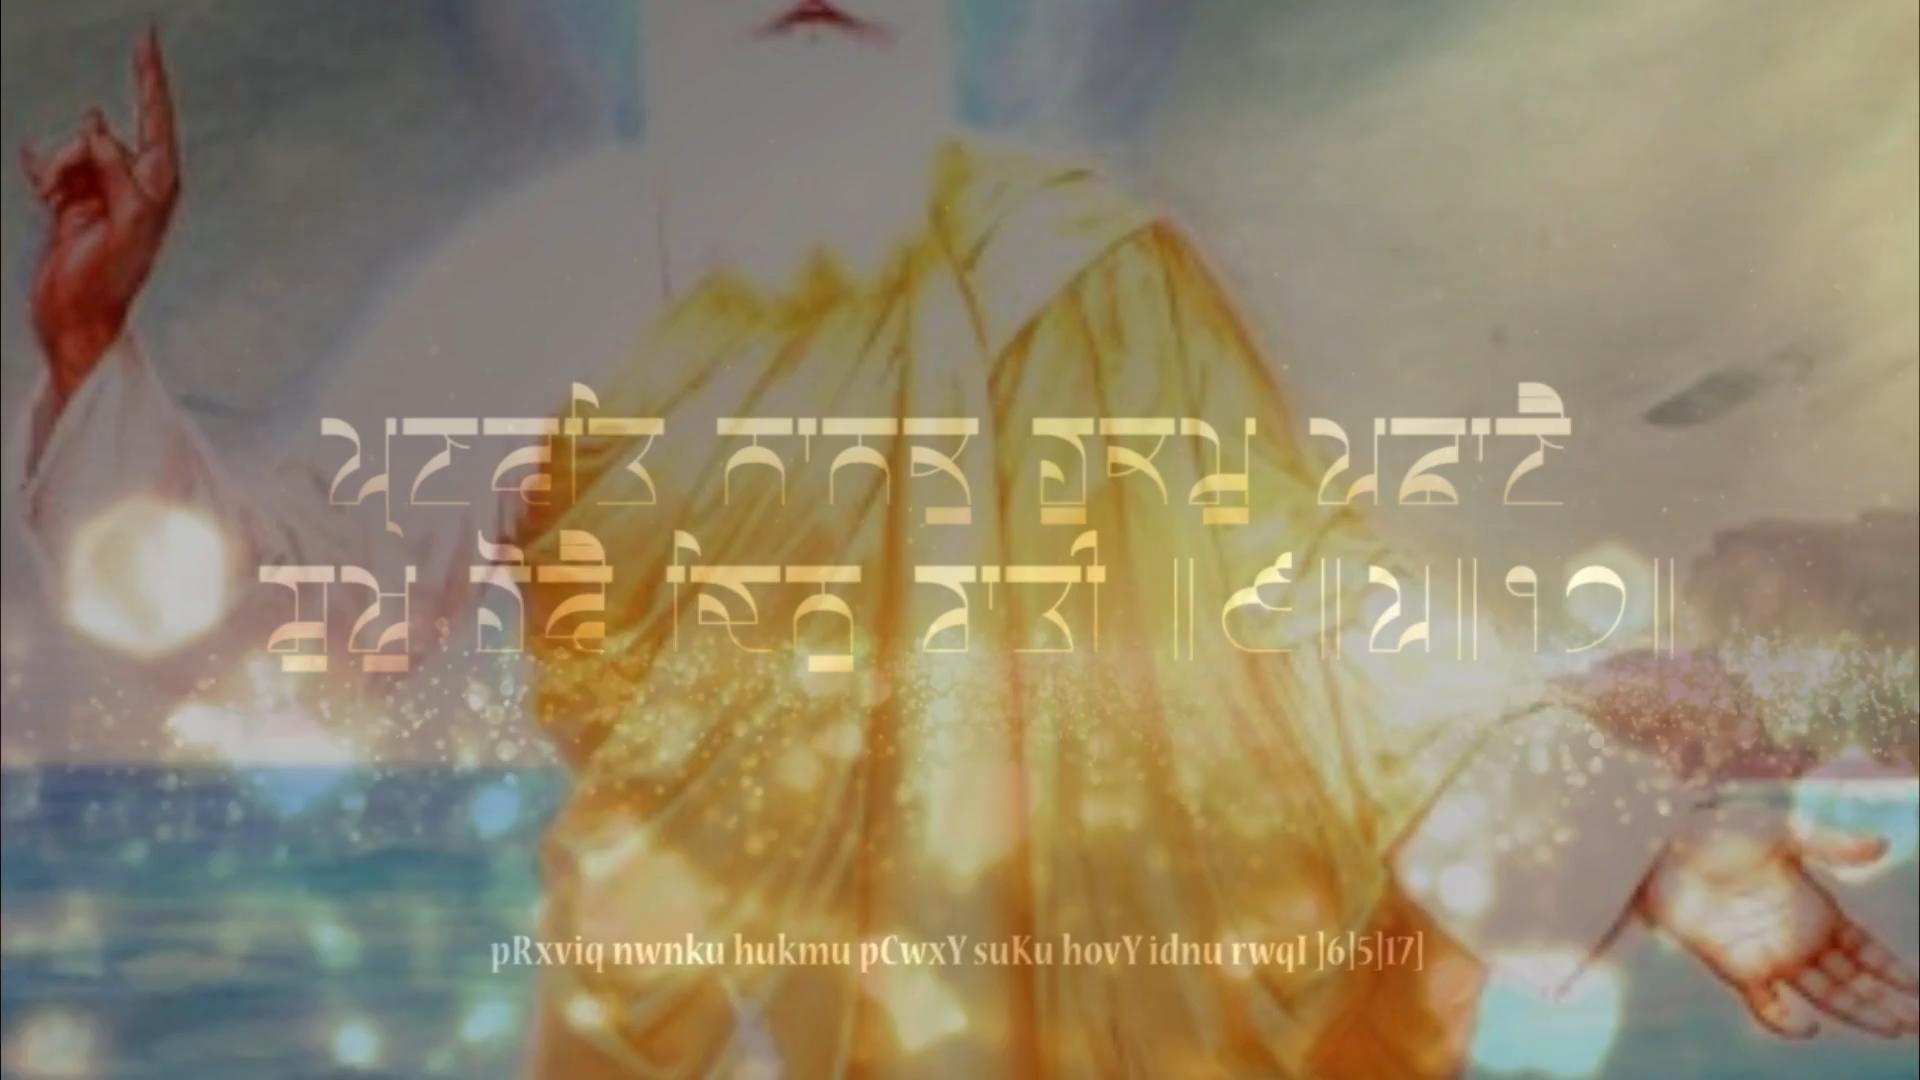 ਪ੍ਰਣਵਤਿ ਨਾਨਕੁ ਹੁਕਮੁ ਪਛਾਣੈ
ਸੁਖੁ ਹੋਵੈ ਦਿਨੁ ਰਾਤੀ ॥੬॥੫॥੧੭॥
pRxviq nwnku hukmu pCwxY suKu hovY idnu rwqI ]6]5]17]